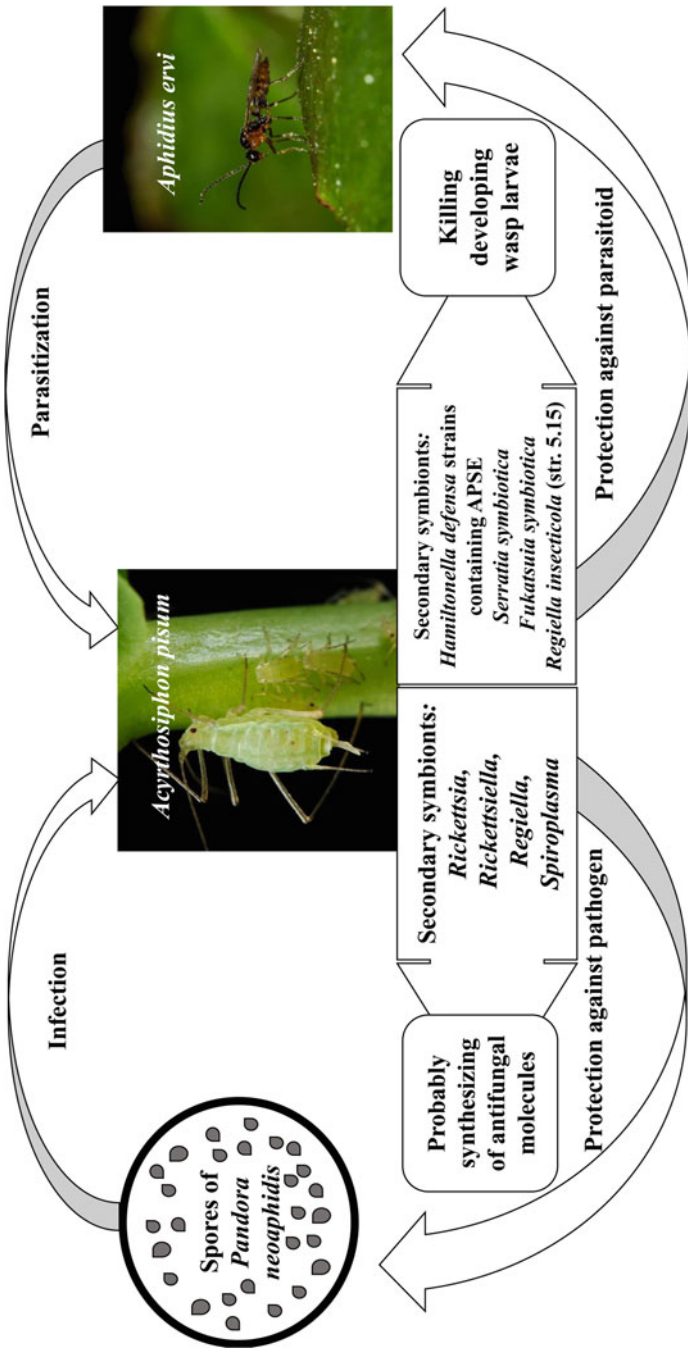 Infection
Parasitization
Spores of
Pandora
neoaphidis
Acyrthosiphon pisum
Aphidius ervi
Probably
synthesizing
of antifungal
molecules
Secondary symbionts:
Rickettsia,
Rickettsiella,
Regiella,
Spiroplasma
Secondary symbionts:
Hamiltonella defensa strains
containing APSE
Serratia symbiotica
Fukatsuia symbiotica
Regiella insecticola (str. 5.15)
Killing
developing
wasp larvae
Protection against pathogen
Protection against parasitoid